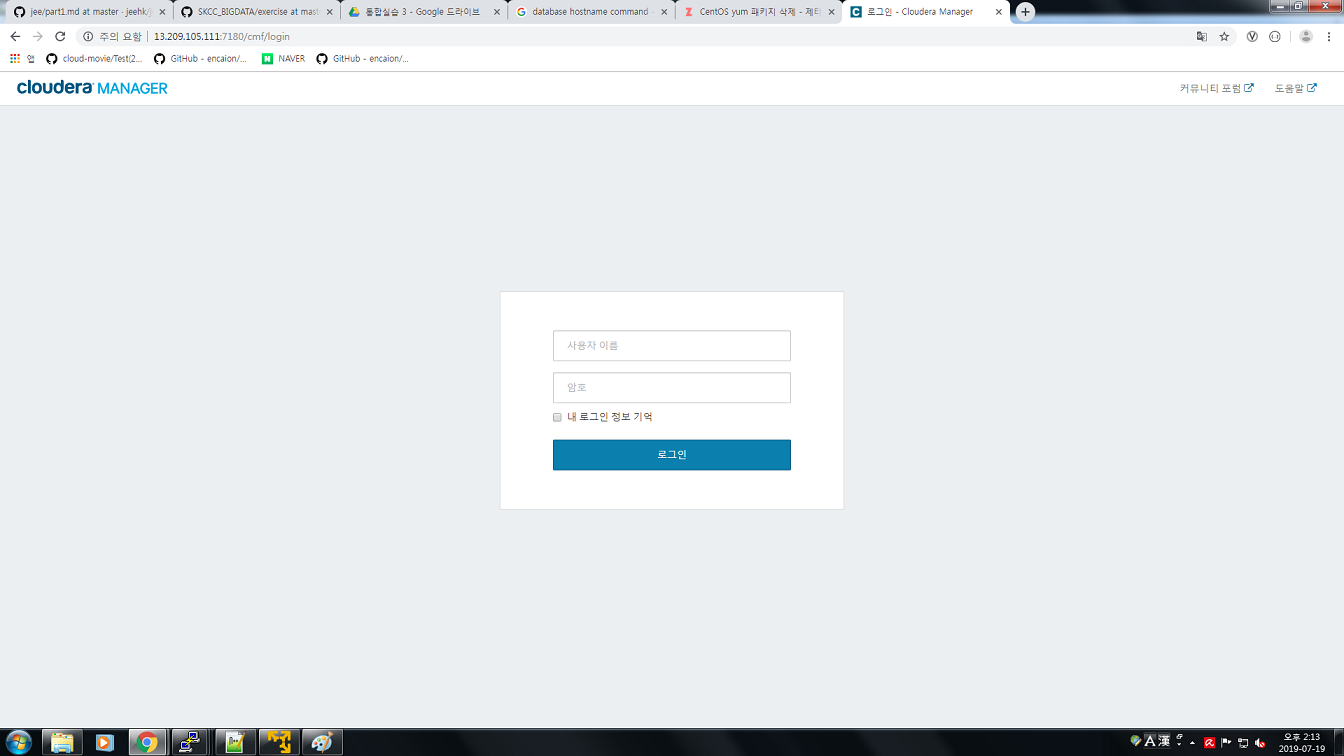 jee/part1.md at master · jeehk/j
SKCC_BIGDATA/exercise at mast
통합실습 3 - Google 드라이브
database hostname command -
CentOS yum 패키지 삭제 - 제타
로그인 - Cloudera Manager
주의 요함 13.209.105.111:7180/cmf/login
앱 cloud-movie/Test(2... GitHub - encaion/... NAVER GitHub - encaion/...
cloudera MANAGER
커뮤니티 포럼 도움말
사용자 이름
암호
내 로그인 정보 기억
로그인
A 漢
오후 2:13
2019-07-19